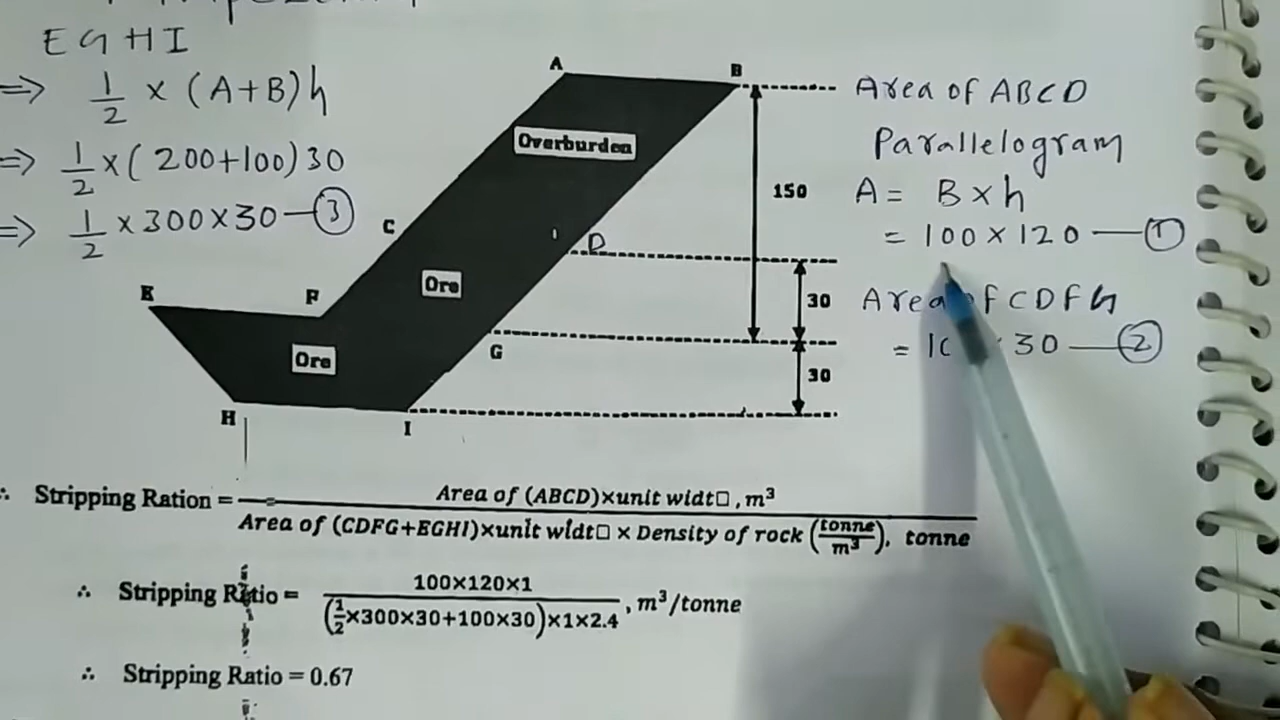 EGHI
=> 1/2 × (A+B)h
=> 1/2 × (200+100)30
=> 1/2 × 300×30 — ③
A
B
Overburden
C
D
Ore
E
F
Ore
G
H
I
150
30
30
Area of ABCD
Parallelogram
A = B×h
= 100×120 — ①
Area of CDFG
= 10 30 — ②
∴ Stripping Ration = Area of (ABCD)×unit widt□, m³ / Area of (CDFG+EGHI)×unit widt□ × Density of rock (tonne/m³), tonne
∴ Stripping Ratio = 100×120×1 / (1/2×300×30+100×30)×1×2.4, m³/tonne
∴ Stripping Ratio = 0.67